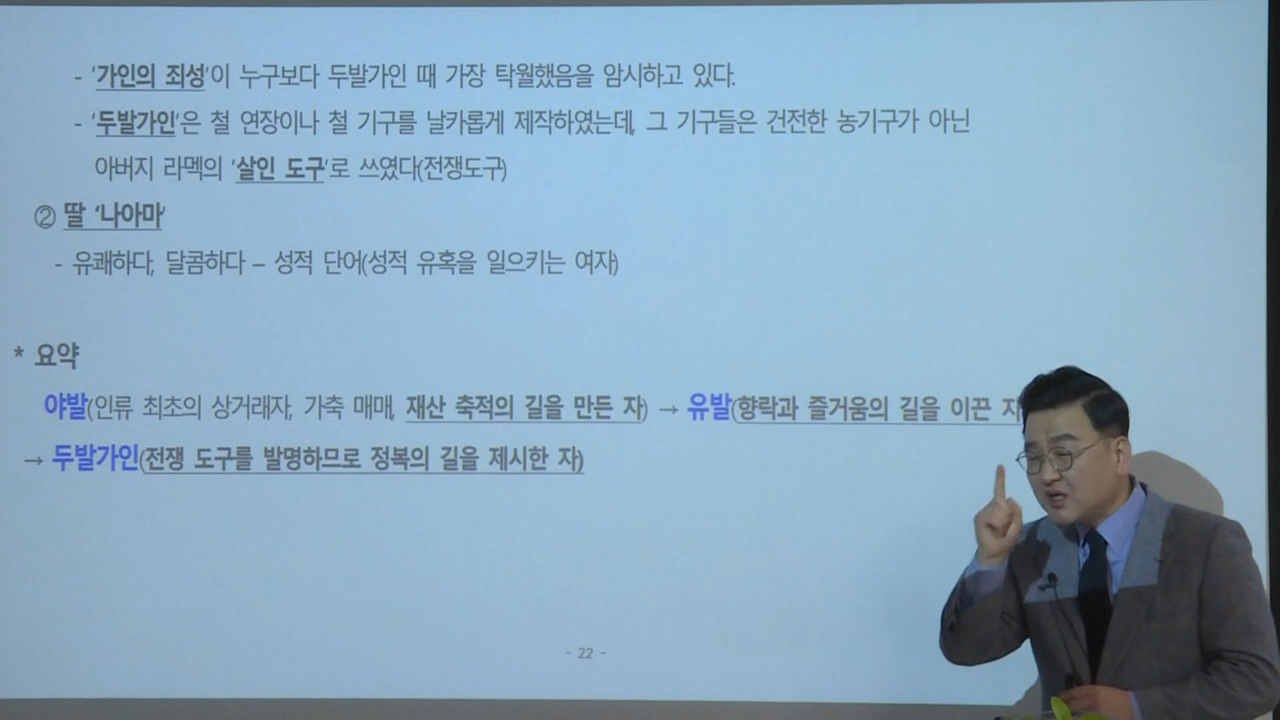 - '가인의 죄성'이 누구보다 두발가인 때 가장 탁월했음을 암시하고 있다.
- '두발가인'은 철 연장이나 철 기구를 날카롭게 제작하였는데, 그 기구들은 건전한 농기구가 아닌
아버지 라멕의 '살인 도구'로 쓰였다(전쟁도구)
② 딸 '나아마'
- 유쾌하다, 달콤하다 – 성적 단어(성적 유혹을 일으키는 여자)
* 요약
야발(인류 최초의 상거래자, 가축 매매, 재산 축적의 길을 만든 자) → 유발(향락과 즐거움의 길을 이끈 자
→ 두발가인(전쟁 도구를 발명하므로 정복의 길을 제시한 자)
- 22 -